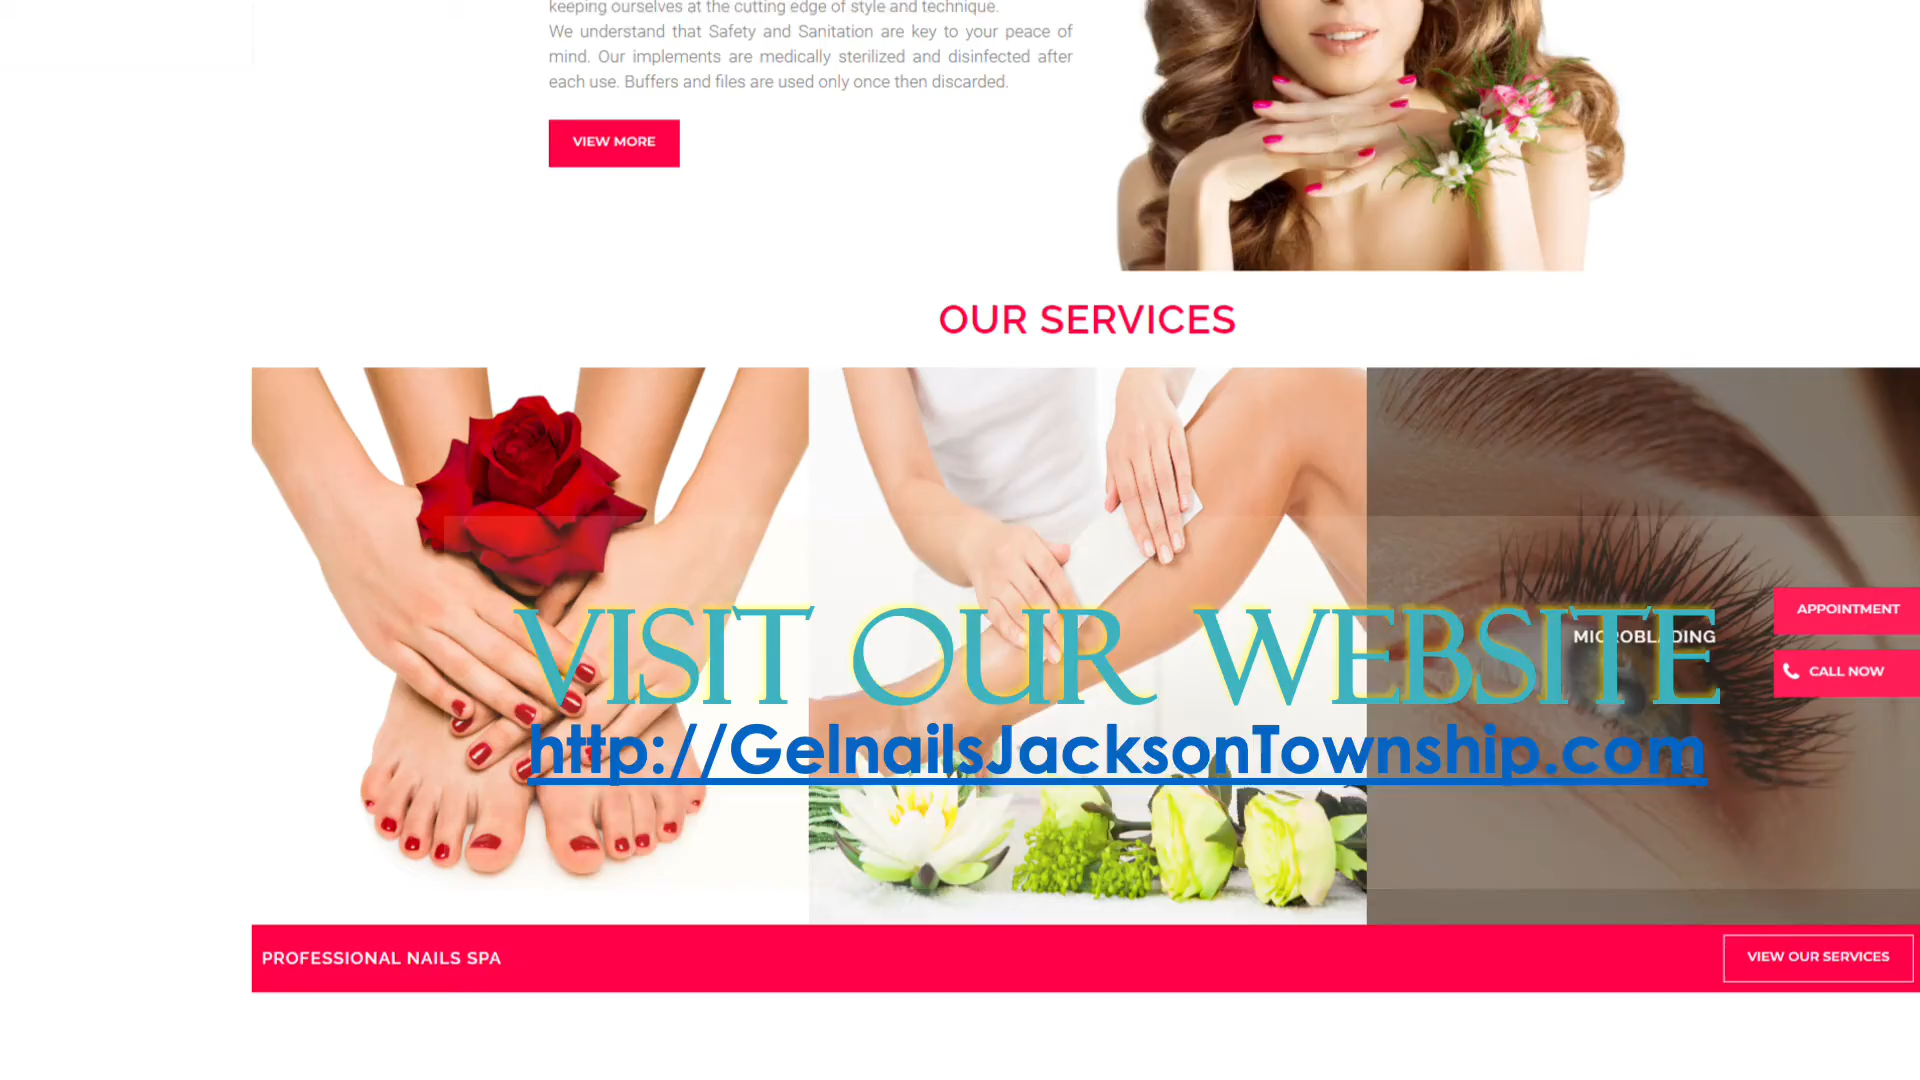 keeping ourselves at the cutting edge of style and technique.
We understand that Safety and Sanitation are key to your peace of
mind. Our implements are medically sterilized and disinfected after
each use. Buffers and files are used only once then discarded.
VIEW MORE
OUR SERVICES
APPOINTMENT
MICROBLADING
VISIT OUR WEBSITE
CALL NOW
http://GelnailsJacksonTownship.com
PROFESSIONAL NAILS SPA
VIEW OUR SERVICES